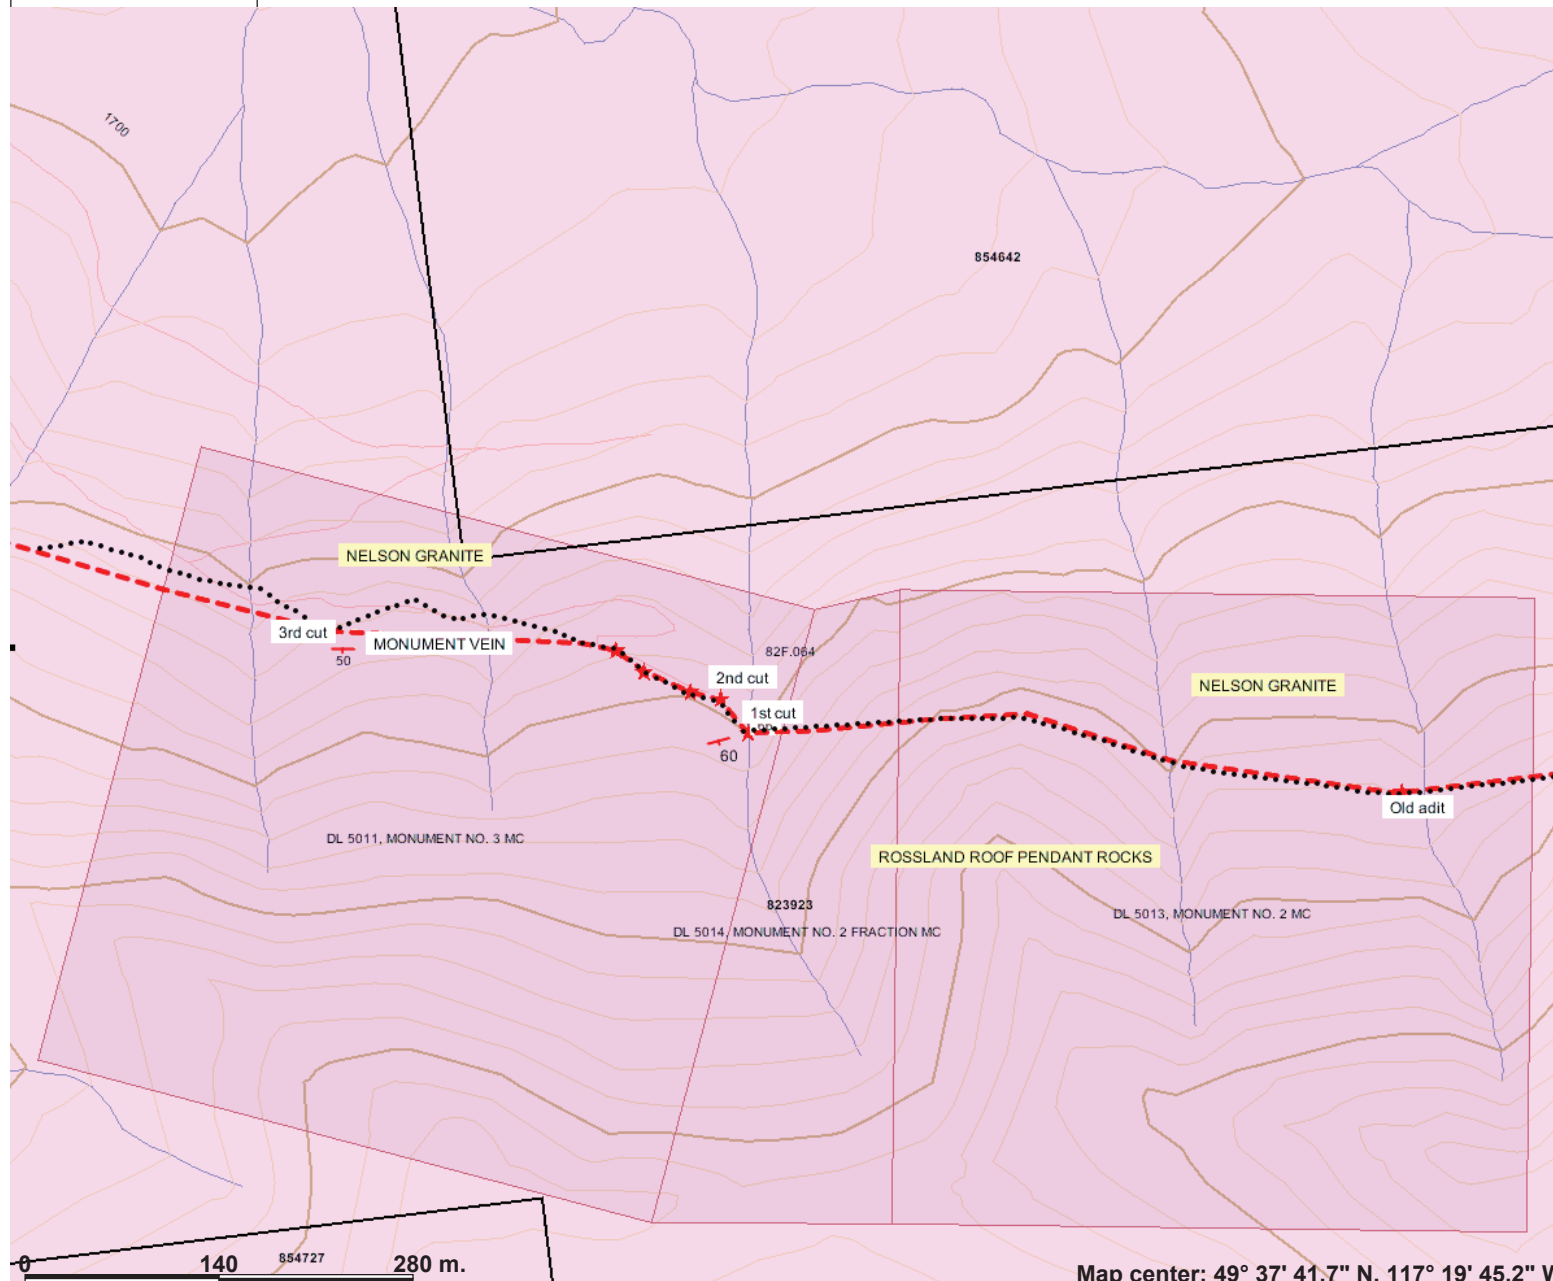 1700
854642
NELSON GRANITE
3rd cut
MONUMENT VEIN
50
82F.064
2nd cut
1st cut
60
NELSON GRANITE
Old adit
DL 5011, MONUMENT NO. 3 MC
ROSSLAND ROOF PENDANT ROCKS
823923
DL 5014, MONUMENT NO. 2 FRACTION MC
DL 5013, MONUMENT NO. 2 MC
854727
0 140 280 m.
Map center: 49° 37' 41.7" N, 117° 19' 45.2" W